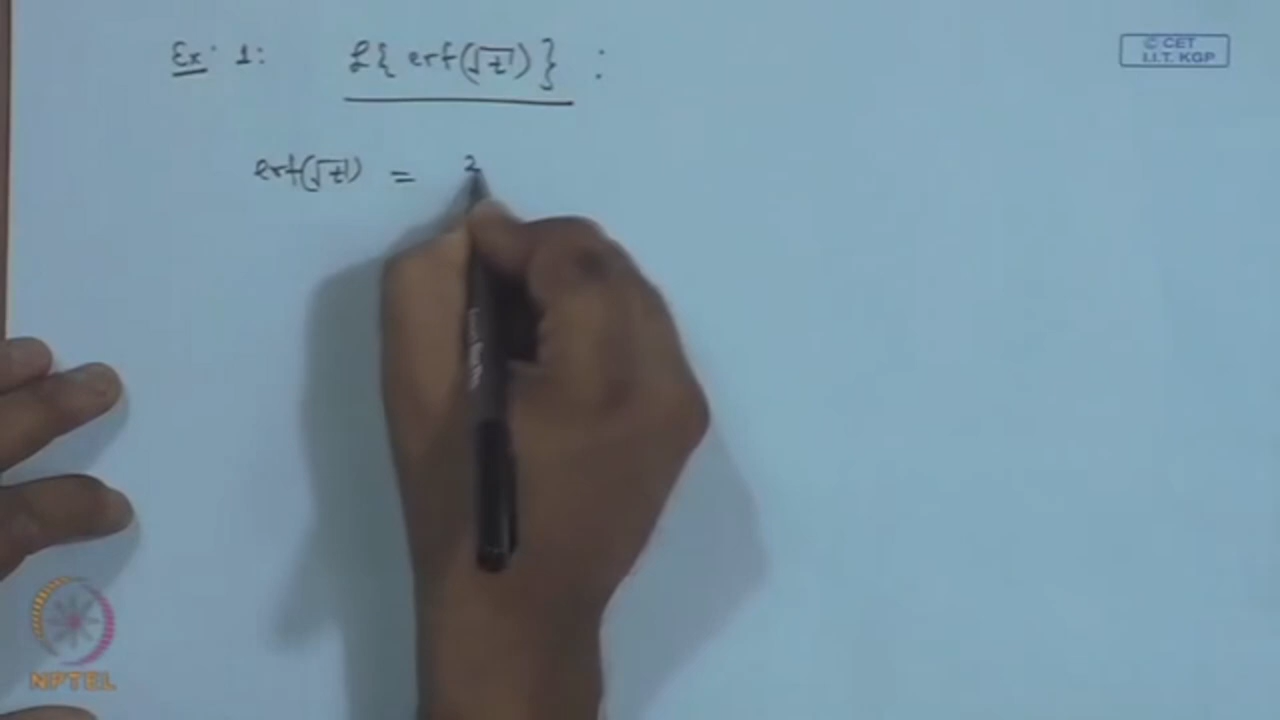 Ex: 1: L{erf(√t)} :
© CET
I.I.T. KGP
erf(√t) = 2
NPTEL